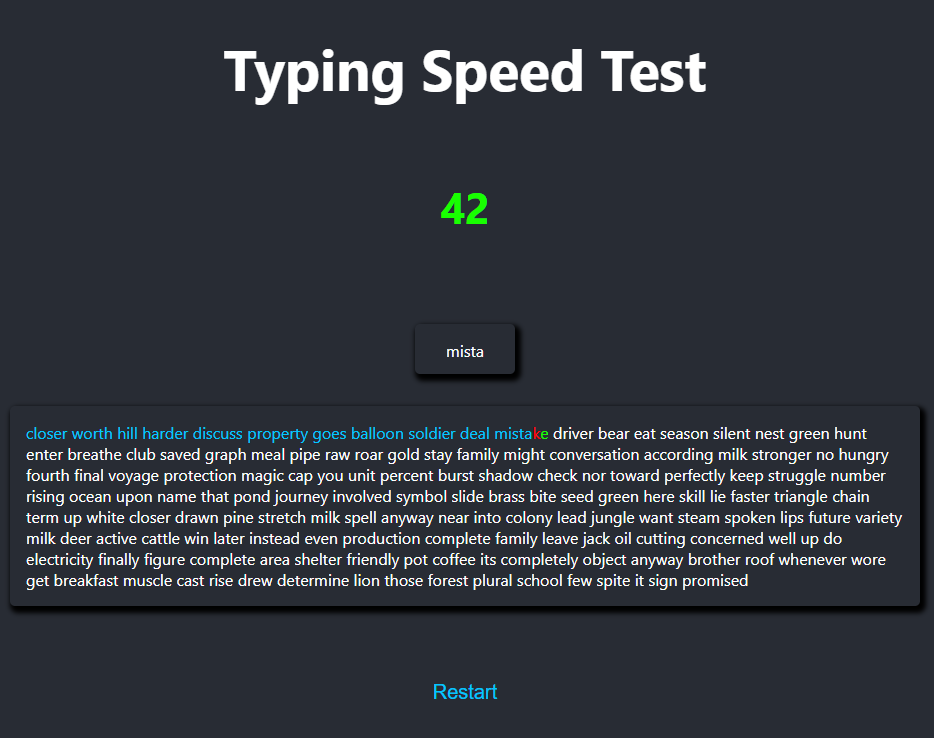 Typing Speed Test
42
mista
closer worth hill harder discuss property goes balloon soldier deal mistake driver bear eat season silent nest green hunt
enter breathe club saved graph meal pipe raw roar gold stay family might conversation according milk stronger no hungry
fourth final voyage protection magic cap you unit percent burst shadow check nor toward perfectly keep struggle number
rising ocean upon name that pond journey involved symbol slide brass bite seed green here skill lie faster triangle chain
term up white closer drawn pine stretch milk spell anyway near into colony lead jungle want steam spoken lips future variety
milk deer active cattle win later instead even production complete family leave jack oil cutting concerned well up do
electricity finally figure complete area shelter friendly pot coffee its completely object anyway brother roof whenever wore
get breakfast muscle cast rise drew determine lion those forest plural school few spite it sign promised
Restart